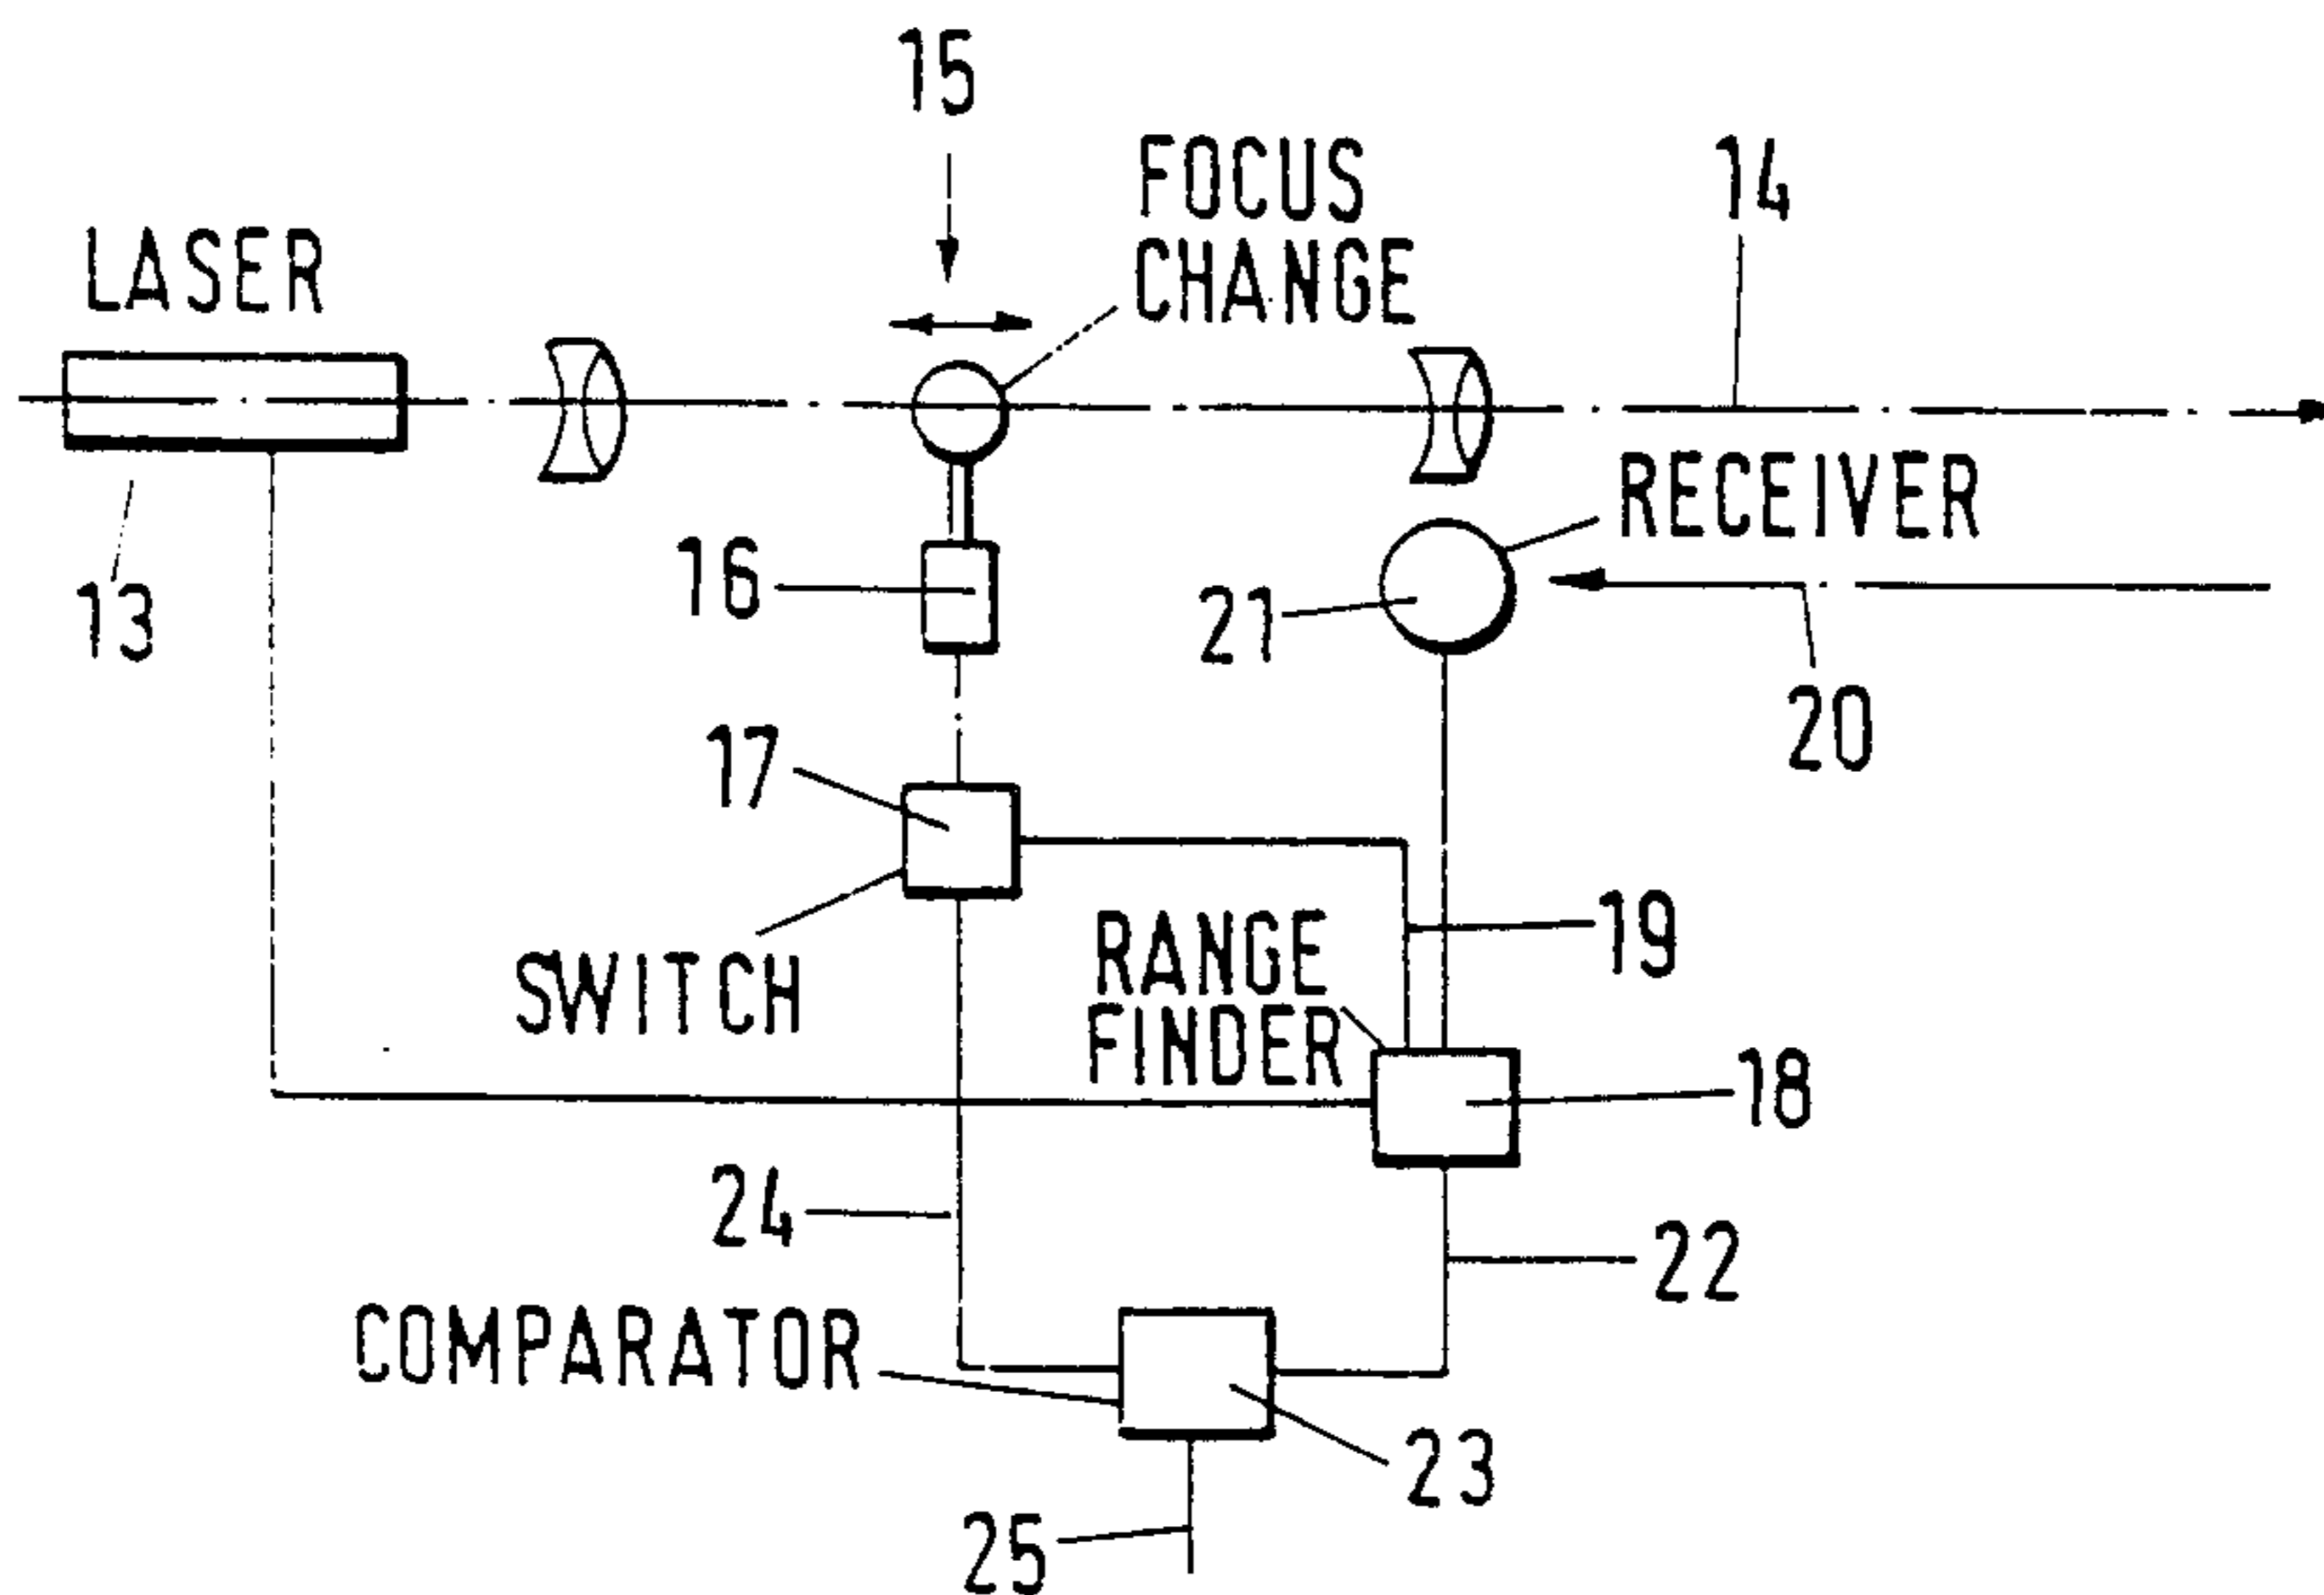 15
FOCUS
CHANGE
14
LASER
RECEIVER
13
16
21
20
17
SWITCH
RANGE
FINDER
19
18
24
22
COMPARATOR
23
25